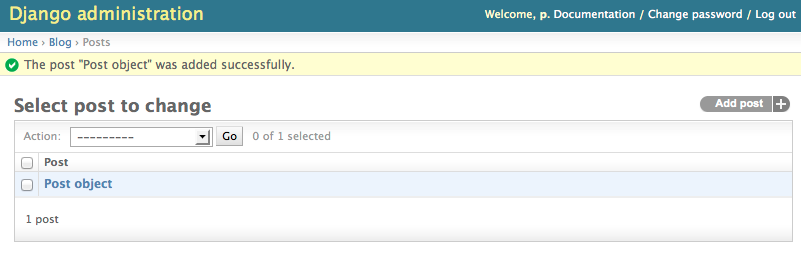 Django administration
Welcome, p. Documentation / Change password / Log out
Home › Blog › Posts
The post "Post object" was added successfully.
Select post to change
Add post +
Action: --------- Go 0 of 1 selected
Post
Post object
1 post